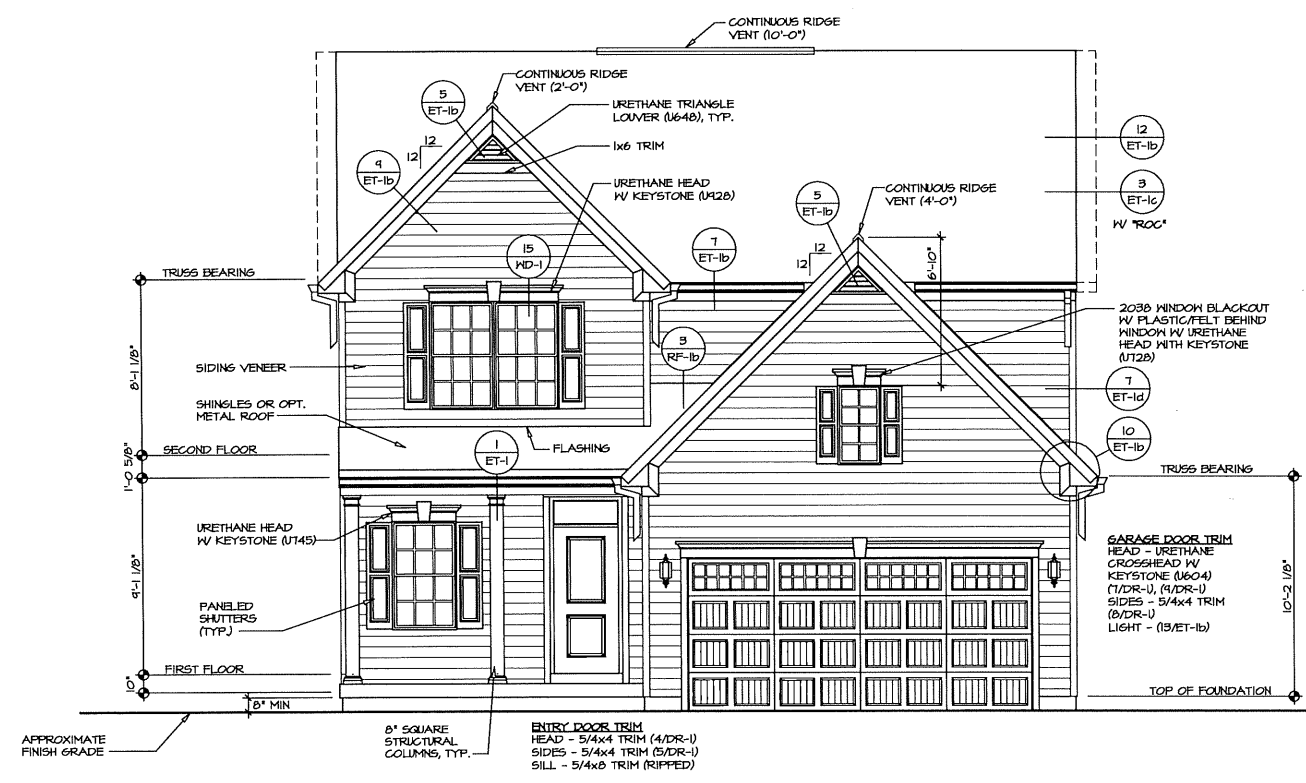 CONTINUOUS RIDGE
VENT (10'-0")
CONTINUOUS RIDGE
VENT (2'-0")
5
ET-1b
URETHANE TRIANGLE
LOUVER (U648), TYP.
12
12
1x6 TRIM
12
ET-1b
9
ET-1b
URETHANE HEAD
W/ KEYSTONE (U928)
5
ET-1b
CONTINUOUS RIDGE
VENT (4'-0")
3
ET-1c
W/ "ROC"
15
WD-1
7
ET-1b
12
12
6'-10"
TRUSS BEARING
2038 WINDOW BLACKOUT
W/ PLASTIC/FELT BEHIND
WINDOW W/ URETHANE
HEAD WITH KEYSTONE
(U728)
3
RF-1b
8'-1 1/8"
SIDING VENEER
7
ET-1d
SHINGLES OR OPT.
METAL ROOF
10
ET-1b
SECOND FLOOR
1
ET-1
FLASHING
1'-0 5/8"
TRUSS BEARING
URETHANE HEAD
W/ KEYSTONE (U745)
9'-1 1/8"
GARAGE DOOR TRIM
HEAD - URETHANE
CROSSHEAD W/
KEYSTONE (U604)
(7/DR-1), (9/DR-1)
SIDES - 5/4x4 TRIM
(8/DR-1)
LIGHT - (13/ET-1b)
10'-2 1/8"
PANELED
SHUTTERS
(TYP.)
FIRST FLOOR
10"
8" MIN
TOP OF FOUNDATION
APPROXIMATE
FINISH GRADE
8" SQUARE
STRUCTURAL
COLUMNS, TYP.
ENTRY DOOR TRIM
HEAD - 5/4x4 TRIM (4/DR-1)
SIDES - 5/4x4 TRIM (5/DR-1)
SILL - 5/4x8 TRIM (RIPPED)